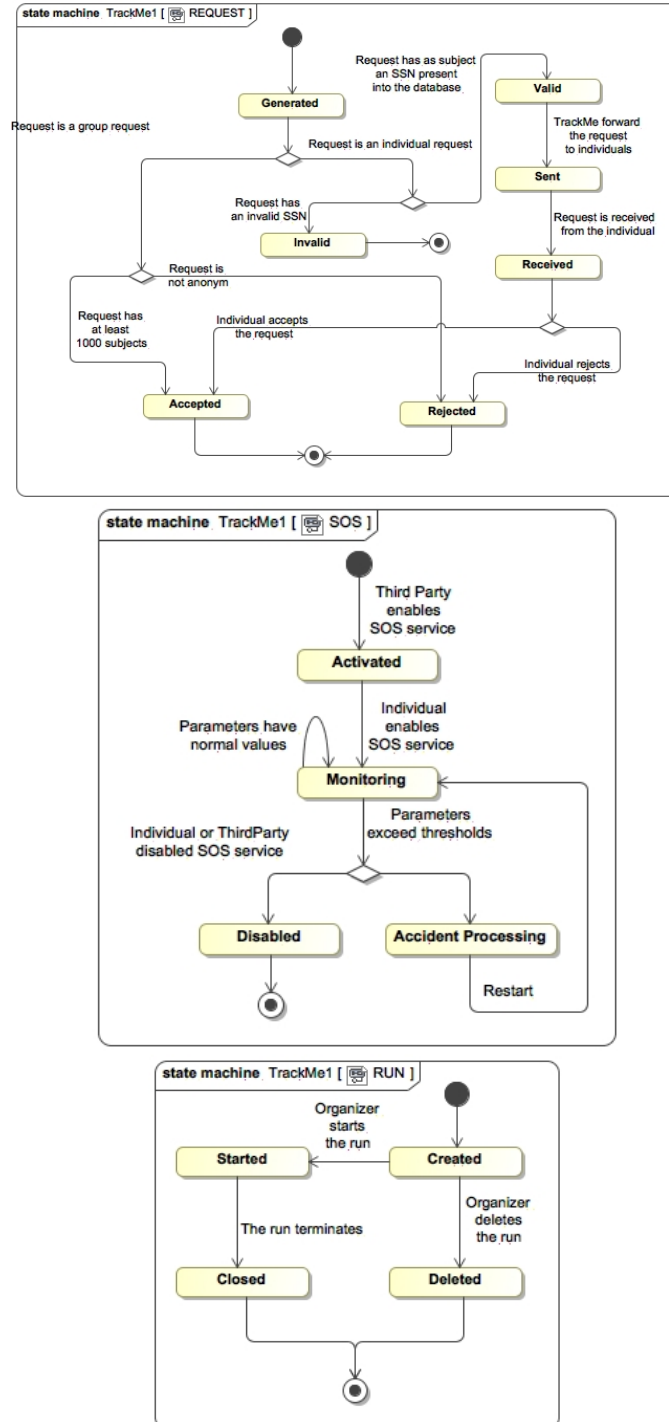 state machine TrackMe1 [ REQUEST ]
Generated
Request is a group request
Request is an individual request
Request has as subject
an SSN present
into the database
Valid
TrackMe forward
the request
to individuals
Sent
Request has
an invalid SSN
Invalid
Request is received
from the individual
Received
Request is
not anonym
Request has
at least
1000 subjects
Individual accepts
the request
Individual rejects
the request
Accepted
Rejected
state machine TrackMe1 [ SOS ]
Third Party
enables
SOS service
Activated
Individual
enables
SOS service
Parameters have
normal values
Monitoring
Parameters
exceed thresholds
Individual or ThirdParty
disabled SOS service
Disabled
Accident Processing
Restart
state machine TrackMe1 [ RUN ]
Organizer
starts
the run
Started
Created
Organizer
deletes
the run
The run terminates
Closed
Deleted